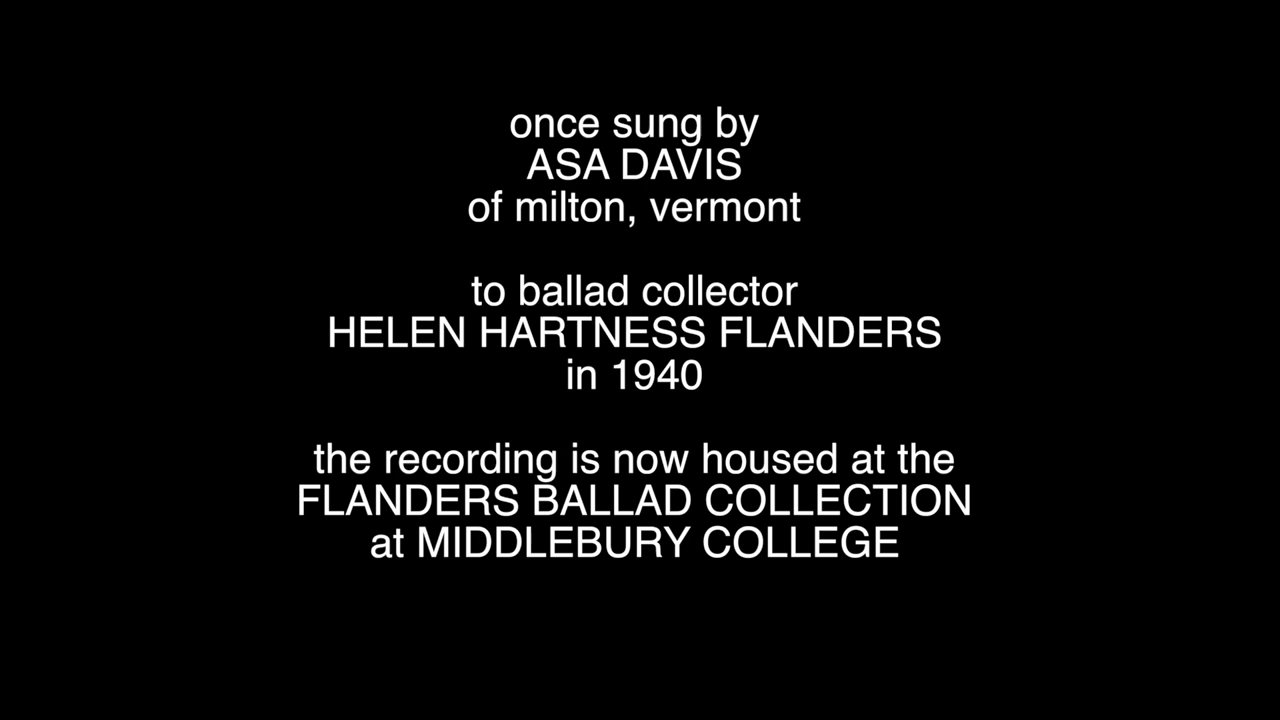 once sung by
ASA DAVIS
of milton, vermont
to ballad collector
HELEN HARTNESS FLANDERS
in 1940
the recording is now housed at the
FLANDERS BALLAD COLLECTION
at MIDDLEBURY COLLEGE